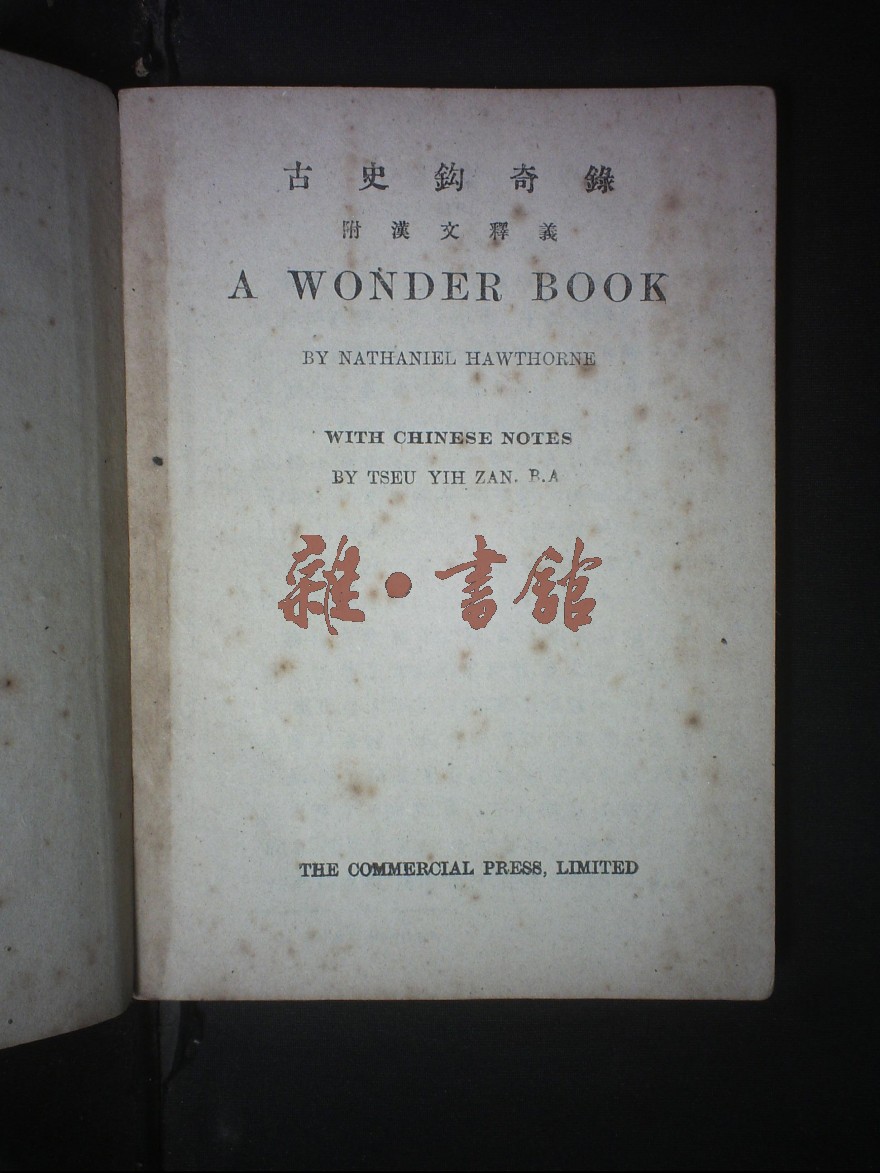 古史鈎奇錄
附漢文釋義
A WONDER BOOK
BY NATHANIEL HAWTHORNE
WITH CHINESE NOTES
BY TSEU YIH ZAN. B.A
雜·書館
THE COMMERCIAL PRESS, LIMITED